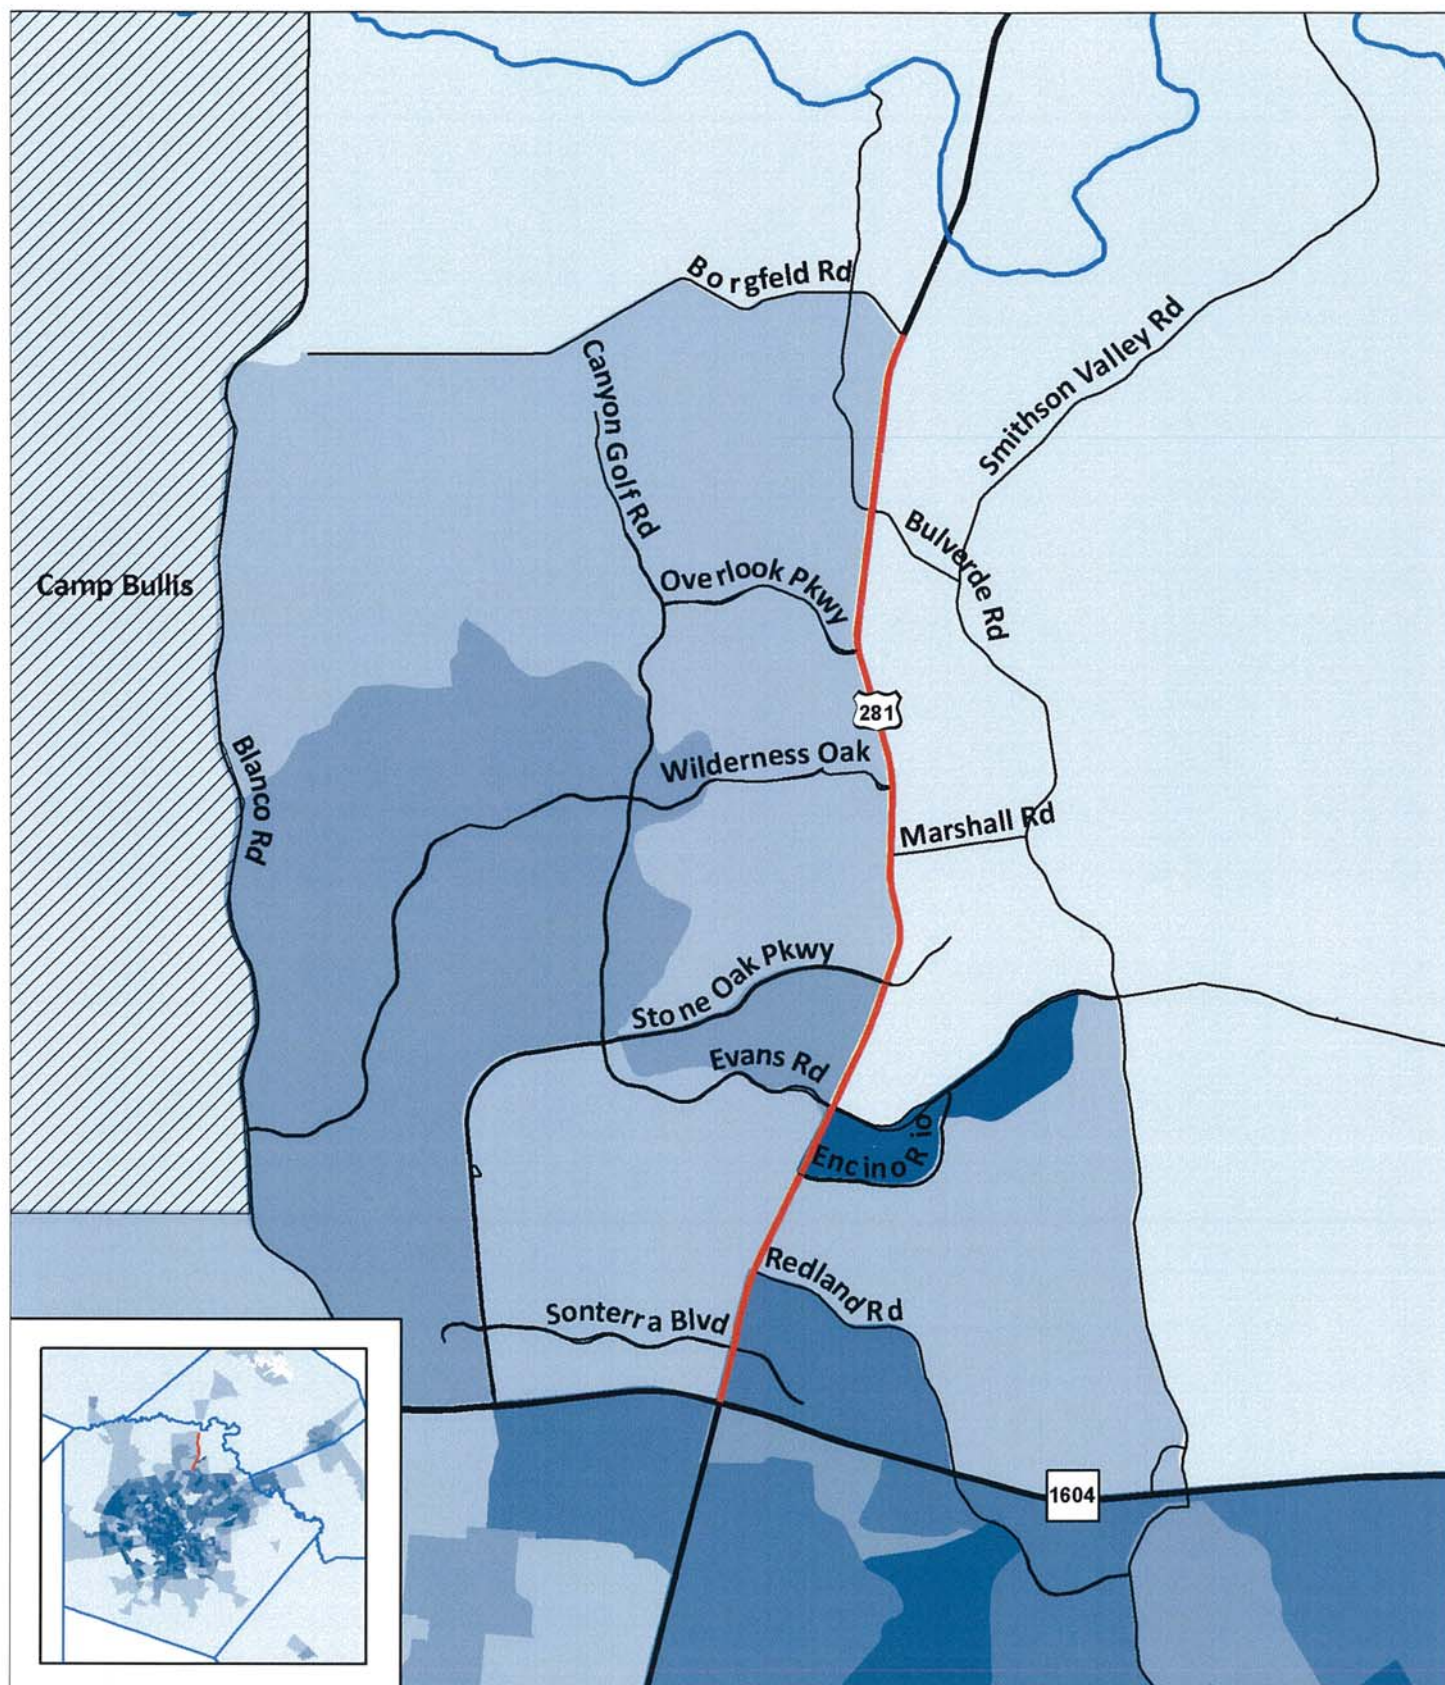 Borgfeld Rd
Smithson Valley Rd
Canyon Golf Rd
Bulverde Rd
Overlook Pkwy
Camp Bullis
281
Blanco Rd
Wilderness Oak
Marshall Rd
Stone Oak Pkwy
Evans Rd
Encino Rio
Redland Rd
Sonterra Blvd
1604